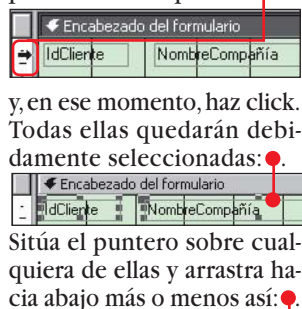 Encabezado del formulario
IdCliente NombreCompañía
y, en ese momento, haz click.
Todas ellas quedarán debi-
damente seleccionadas:
Encabezado del formulario
IdCliente NombreCompañía
Sitúa el puntero sobre cual-
quiera de ellas y arrastra ha-
cia abajo más o menos así: